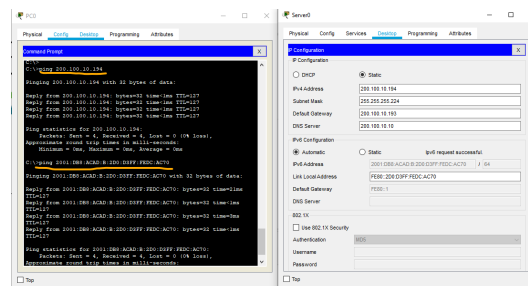 PC0
Physical Config Desktop Programming Attributes
Command Prompt X
C:\>
C:\>ping 200.100.10.194
Pinging 200.100.10.194 with 32 bytes of data:
Reply from 200.100.10.194: bytes=32 time<1ms TTL=127
Reply from 200.100.10.194: bytes=32 time<1ms TTL=127
Reply from 200.100.10.194: bytes=32 time<1ms TTL=127
Reply from 200.100.10.194: bytes=32 time<1ms TTL=127
Ping statistics for 200.100.10.194:
Packets: Sent = 4, Received = 4, Lost = 0 (0% loss),
Approximate round trip times in milli-seconds:
Minimum = 0ms, Maximum = 0ms, Average = 0ms
C:\>ping 2001:DB8:ACAD:B:2D0:D3FF:FEDC:AC70
Pinging 2001:DB8:ACAD:B:2D0:D3FF:FEDC:AC70 with 32 bytes of data:
Reply from 2001:DB8:ACAD:B:2D0:D3FF:FEDC:AC70: bytes=32 time=21ms
TTL=127
Reply from 2001:DB8:ACAD:B:2D0:D3FF:FEDC:AC70: bytes=32 time<1ms
TTL=127
Reply from 2001:DB8:ACAD:B:2D0:D3FF:FEDC:AC70: bytes=32
TTL=127
Reply from 2001:DB8:ACAD:B:2D0:D3FF:FEDC:AC70: bytes=32 time<1ms
TTL=127
Ping statistics for 2001:DB8:ACAD:B:2D0:D3FF:FEDC:AC70:
Packets: Sent = 4, Received = 4, Lost = 0 (0% loss),
Approximate round trip times in milli-seconds:
Top
Server0
Physical Config Services Desktop Programming Attributes
IP Configuration X
IP Configuration
DHCP Static
IPv4 Address 200.100.10.194
Subnet Mask 255.255.255.224
Default Gateway 200.100.10.193
DNS Server 200.100.10.10
IPv6 Configuration
Automatic Static Ipv6 request successful.
IPv6 Address 2001:DB8:ACAD:B:2D0:D3FF:FEDC:AC70 / 64
Link Local Address FE80::2D0:D3FF:FEDC:AC70
Default Gateway FE80::1
DNS Server
802.1X
Use 802.1X Security
Authentication MD5
Username
Password
Top